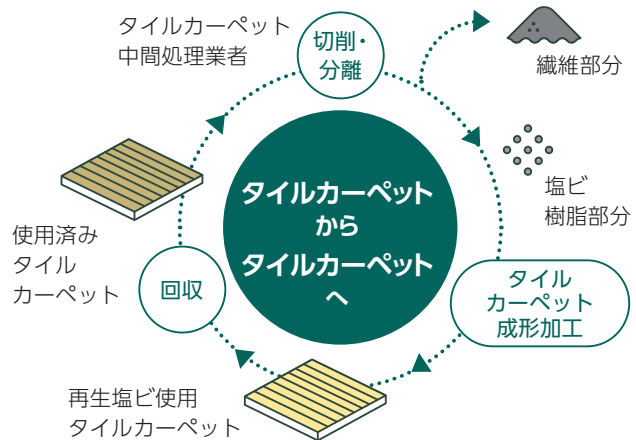 タイルカーペット
中間処理業者
切削・
分離
繊維部分
塩ビ
樹脂部分
タイル
カーペット
成形加工
再生塩ビ使用
タイルカーペット
回収
使用済み
タイル
カーペット
タイルカーペット
から
タイルカーペット
へ